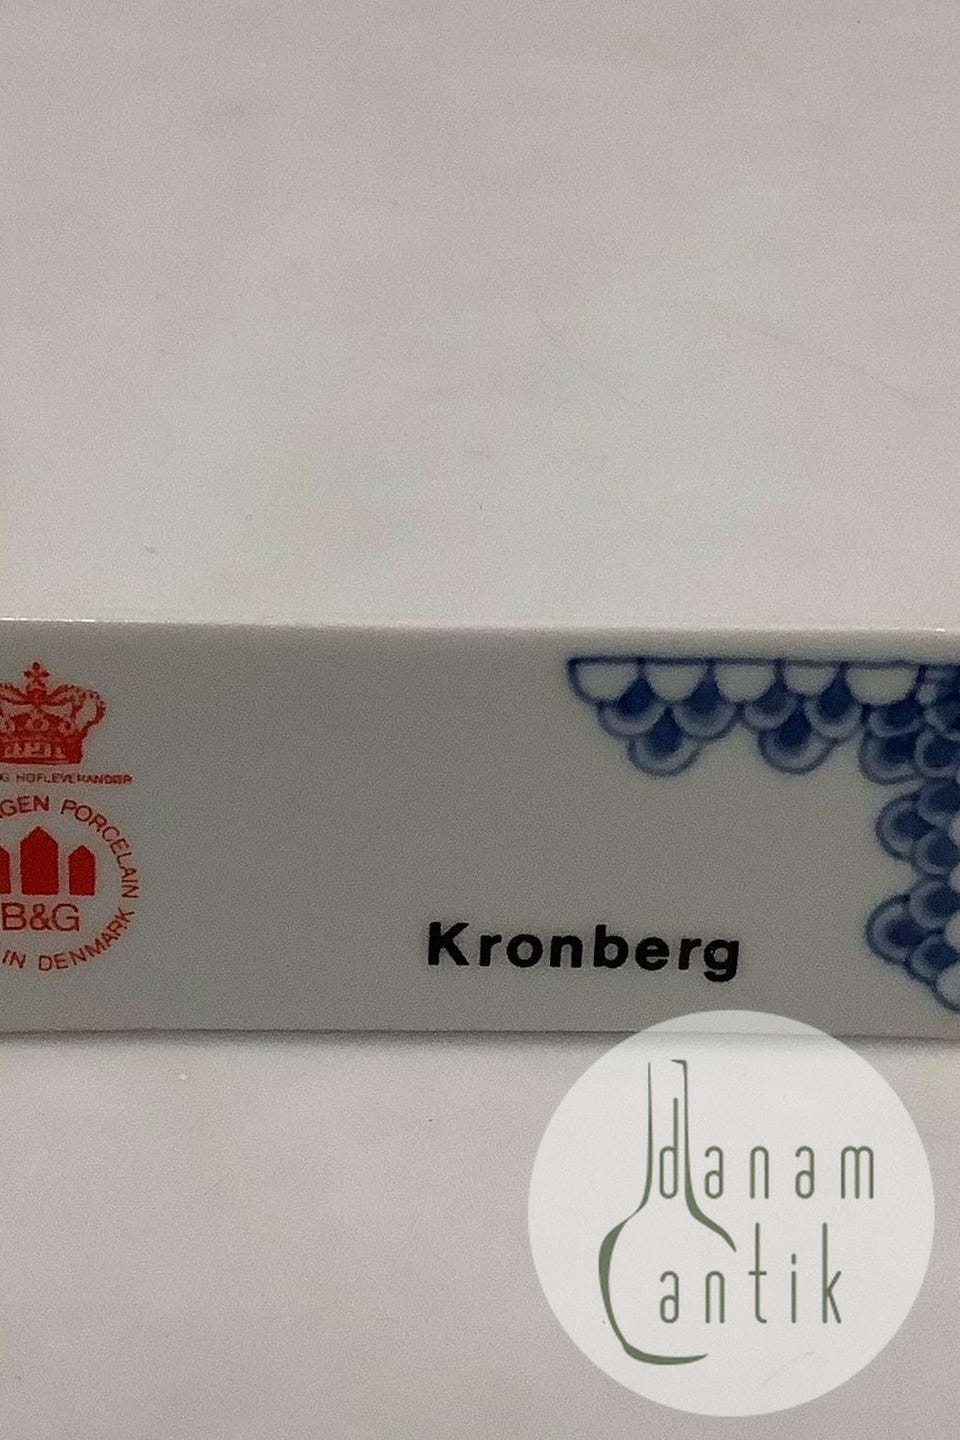 G HOFLEVERANDØR
GEN PORCELAIN
B&G
IN DENMARK
Kronberg
danam
antik